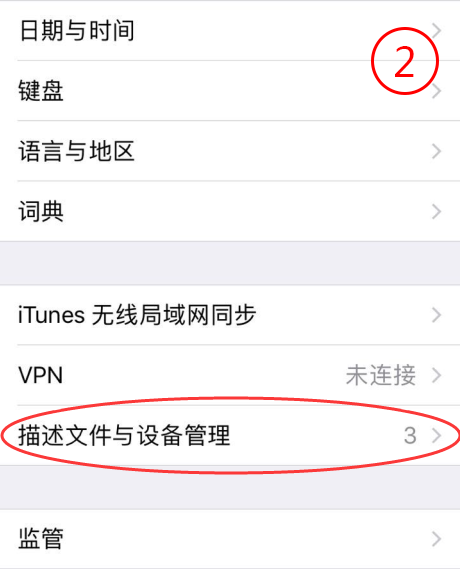 日期与时间
②
键盘
语言与地区
词典
iTunes 无线局域网同步
VPN 未连接
描述文件与设备管理 3
监管